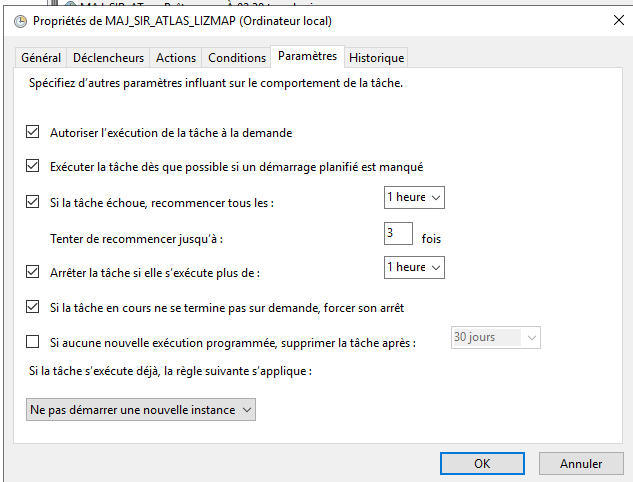 Propriétés de MAJ_SIR_ATLAS_LIZMAP (Ordinateur local)
Général Déclencheurs Actions Conditions Paramètres Historique
Spécifiez d'autres paramètres influant sur le comportement de la tâche.
Autoriser l'exécution de la tâche à la demande
Exécuter la tâche dès que possible si un démarrage planifié est manqué
Si la tâche échoue, recommencer tous les : 1 heure
Tenter de recommencer jusqu'à : 3 fois
Arrêter la tâche si elle s'exécute plus de : 1 heure
Si la tâche en cours ne se termine pas sur demande, forcer son arrêt
Si aucune nouvelle exécution programmée, supprimer la tâche après : 30 jours
Si la tâche s'exécute déjà, la règle suivante s'applique :
Ne pas démarrer une nouvelle instance
OK Annuler